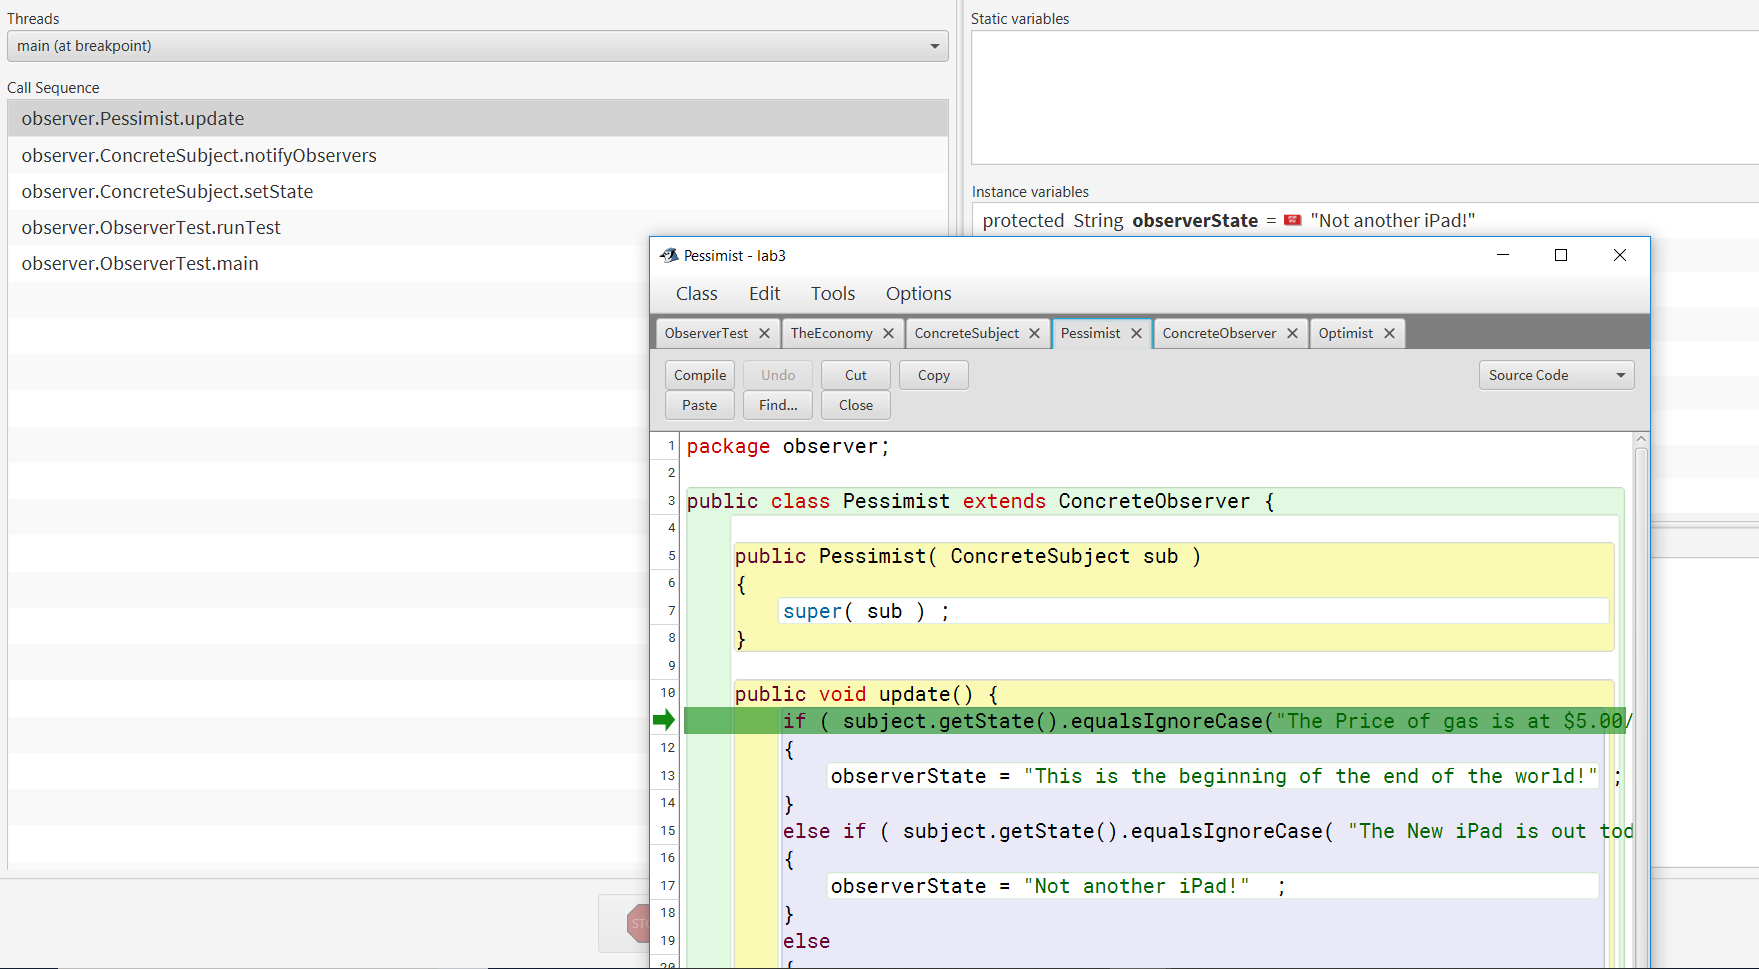 Threads
main (at breakpoint)
Call Sequence
observer.Pessimist.update
observer.ConcreteSubject.notifyObservers
observer.ConcreteSubject.setState
observer.ObserverTest.runTest
observer.ObserverTest.main
Static variables
Instance variables
protected String observerState = "Not another iPad!"
Pessimist - lab3
Class Edit Tools Options
ObserverTest TheEconomy ConcreteSubject Pessimist ConcreteObserver Optimist
Compile Undo Cut Copy Source Code
Paste Find... Close
1 package observer;
2
3 public class Pessimist extends ConcreteObserver {
4
5 public Pessimist( ConcreteSubject sub )
6 {
7 super( sub ) ;
8 }
9
10 public void update() {
if ( subject.getState().equalsIgnoreCase("The Price of gas is at $5.00/
12 {
13 observerState = "This is the beginning of the end of the world!" ;
14 }
15 else if ( subject.getState().equalsIgnoreCase( "The New iPad is out tod
16 {
17 observerState = "Not another iPad!" ;
18 }
19 else
20 {